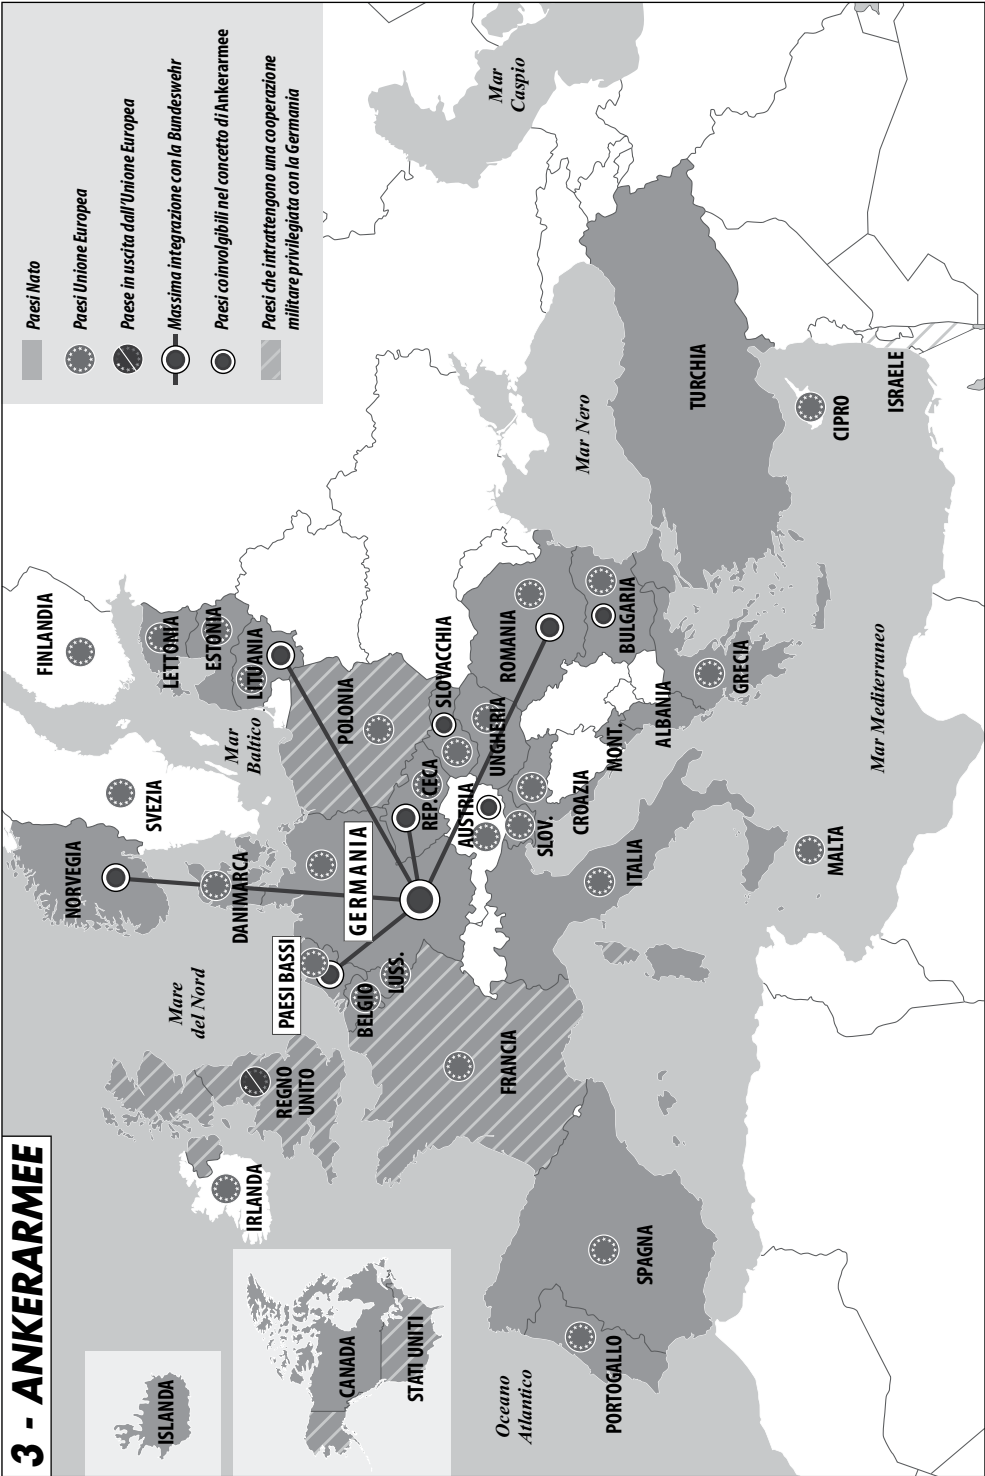 3 - ANKERARMEE
Paesi Nato
Paesi Unione Europea
Paese in uscita dall'Unione Europea
Massima integrazione con la Bundeswehr
Paesi coinvolgibili nel concetto di Ankerarmee
Paesi che intrattengono una cooperazione
militare privilegiata con la Germania
ISLANDA
CANADA
STATI UNITI
IRLANDA
REGNO
UNITO
Mare
del Nord
NORVEGIA
SVEZIA
FINLANDIA
DANIMARCA
Mar
Baltico
LETTONIA
ESTONIA
LITUANIA
PAESI BASSI
BELGIO
LUSS.
GERMANIA
POLONIA
REP. CECA
SLOVACCHIA
AUSTRIA
UNGHERIA
ROMANIA
SLOV.
CROAZIA
MONT.
BULGARIA
ALBANIA
GRECIA
FRANCIA
ITALIA
SPAGNA
PORTOGALLO
Oceano
Atlantico
MALTA
Mar Mediterraneo
Mar Nero
TURCHIA
CIPRO
ISRAELE
Mar
Caspio